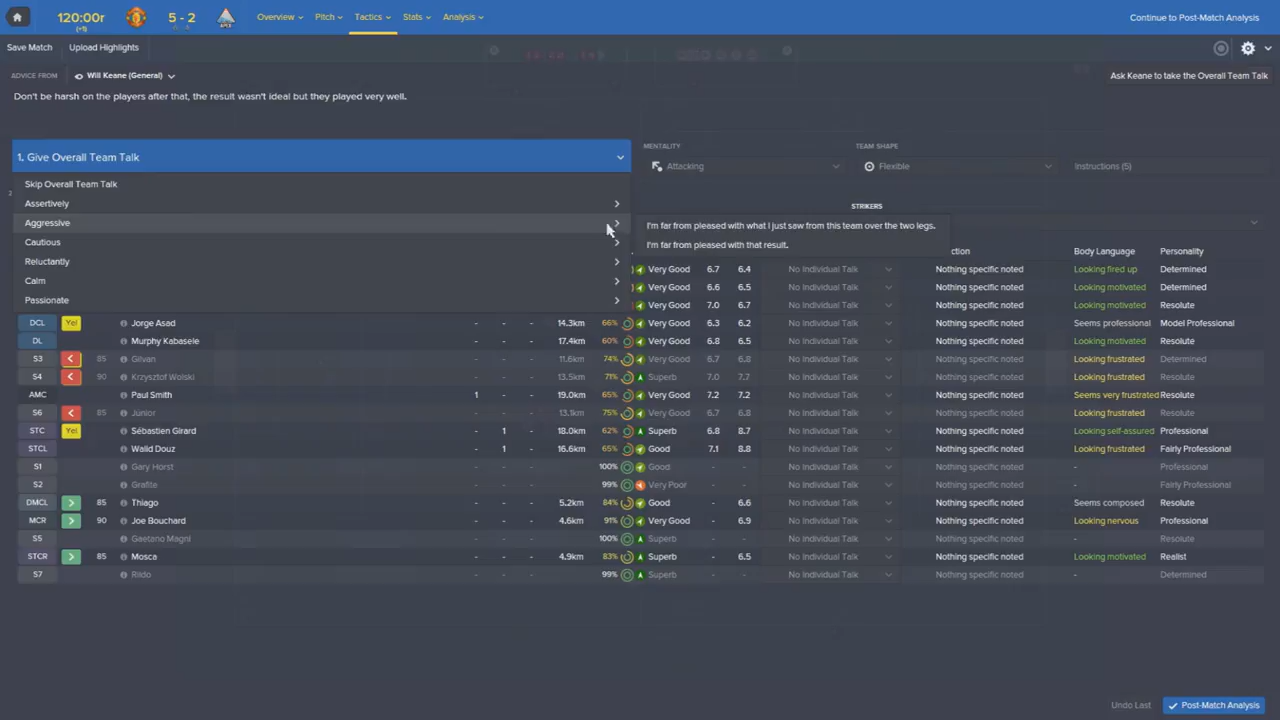 120:00r 5 - 2 Overview Pitch Tactics Stats Analysis Continue to Post-Match Analysis
(+1)
Save Match Upload Highlights
ADVICE FROM Will Keane (General) Ask Keane to take the Overall Team Talk
Don't be harsh on the players after that, the result wasn't ideal but they played very well.
1. Give Overall Team Talk
MENTALITY TEAM SHAPE
Attacking Flexible Instructions (5)
Skip Overall Team Talk
Assertively
STRIKERS
Aggressive
I'm far from pleased with what I just saw from this team over the two legs.
Cautious
I'm far from pleased with that result.
Reluctantly
Calm
Passionate
ction Body Language Personality
Very Good 6.7 6.4 No Individual Talk Nothing specific noted Looking fired up Determined
Very Good 6.6 6.5 No Individual Talk Nothing specific noted Looking motivated Determined
Very Good 7.0 6.7 No Individual Talk Nothing specific noted Looking motivated Resolute
DCL Yel Jorge Asad - - - 14.3km 66% Very Good 6.3 6.2 No Individual Talk Nothing specific noted Seems professional Model Professional
DL Murphy Kabasele - - - 17.4km 60% Very Good 6.8 6.5 No Individual Talk Nothing specific noted Looking motivated Resolute
S3 85 Gilvan - - - 11.6km 74% Very Good 6.7 6.8 No Individual Talk Nothing specific noted Looking frustrated Determined
S4 90 Krzysztof Wolski - - - 13.5km 71% Superb 7.0 7.7 No Individual Talk Nothing specific noted Looking frustrated Resolute
AMC Paul Smith 1 - - 19.0km 65% Very Good 7.2 7.2 No Individual Talk Nothing specific noted Seems very frustrated Resolute
S6 85 Júnior - - - 13.1km 75% Very Good 6.7 6.8 No Individual Talk Nothing specific noted Looking frustrated Resolute
STC Yel Sébastien Girard - 1 - 18.0km 62% Superb 6.8 8.7 No Individual Talk Nothing specific noted Looking self-assured Professional
STCL Walid Douz - 1 - 16.6km 65% Good 7.1 8.8 No Individual Talk Nothing specific noted Looking frustrated Fairly Professional
S1 Gary Horst - - - - 100% Good - - No Individual Talk Nothing specific noted - Professional
S2 Grafite - - - - 99% Very Poor - - No Individual Talk Nothing specific noted - Fairly Professional
DMCL 85 Thiago - - - 5.2km 84% Good - 6.6 No Individual Talk Nothing specific noted Seems composed Resolute
MCR 90 Joe Bouchard - - - 4.6km 91% Very Good - 6.9 No Individual Talk Nothing specific noted Looking nervous Professional
S5 Gaetano Magni - - - - 100% Superb - - No Individual Talk Nothing specific noted - Resolute
STCR 85 Mosca - - - 4.9km 83% Superb - 6.5 No Individual Talk Nothing specific noted Looking motivated Realist
S7 Rildo - - - - 99% Superb - - No Individual Talk Nothing specific noted - Determined
Undo Last Post-Match Analysis